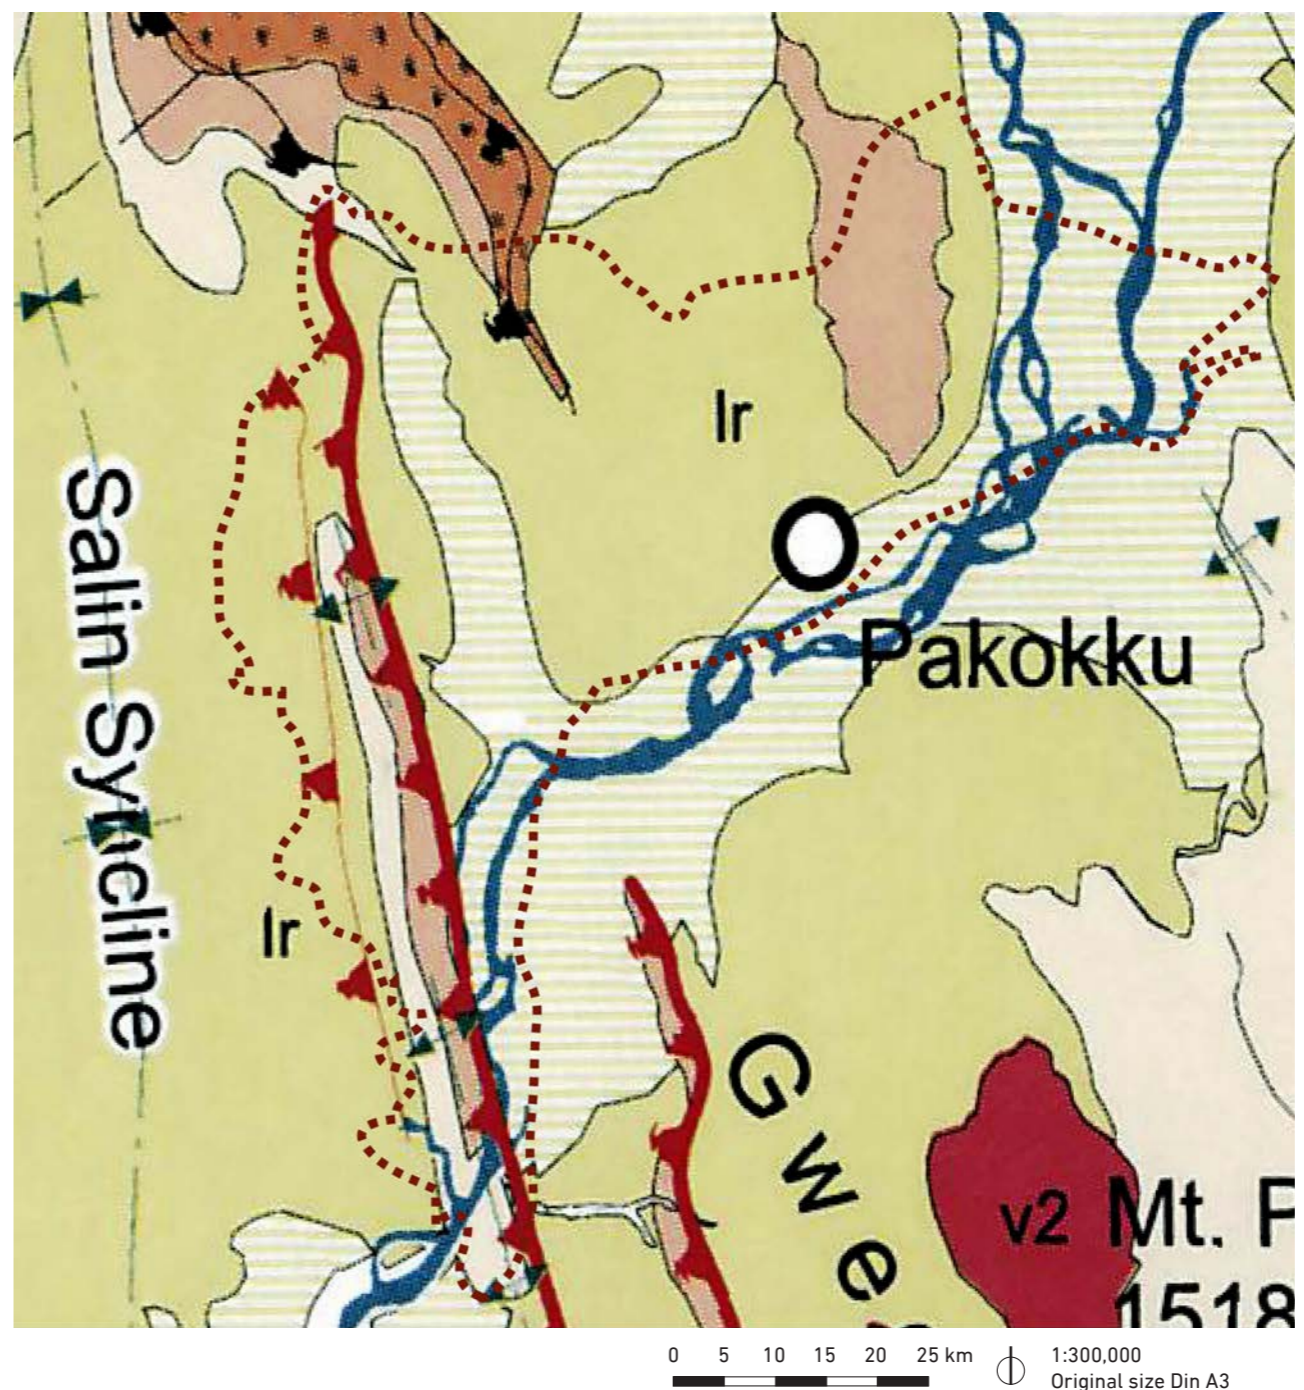 Ir
Salin Syncline
Pakokku
Ir
Gwe
v2 Mt. P
1518
0 5 10 15 20 25 km
1:300,000
Original size Din A3